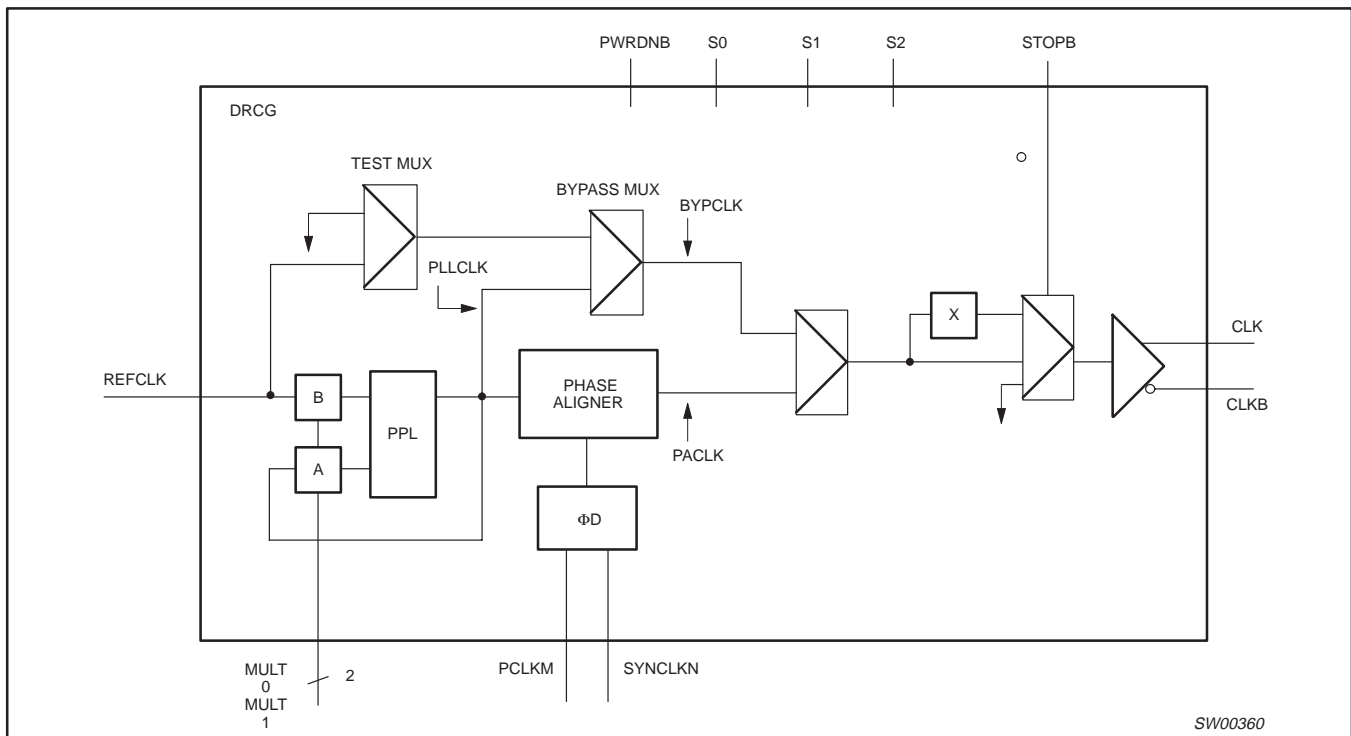 PWRDNB S0 S1 S2 STOPB
DRCG
TEST MUX
BYPASS MUX
BYPCLK
PLLCLK
X
CLK
REFCLK
B
PHASE
ALIGNER
CLKB
PPL
A
PACLK
ΦD
MULT
0
MULT
1
2
PCLKM
SYNCLKN
SW00360